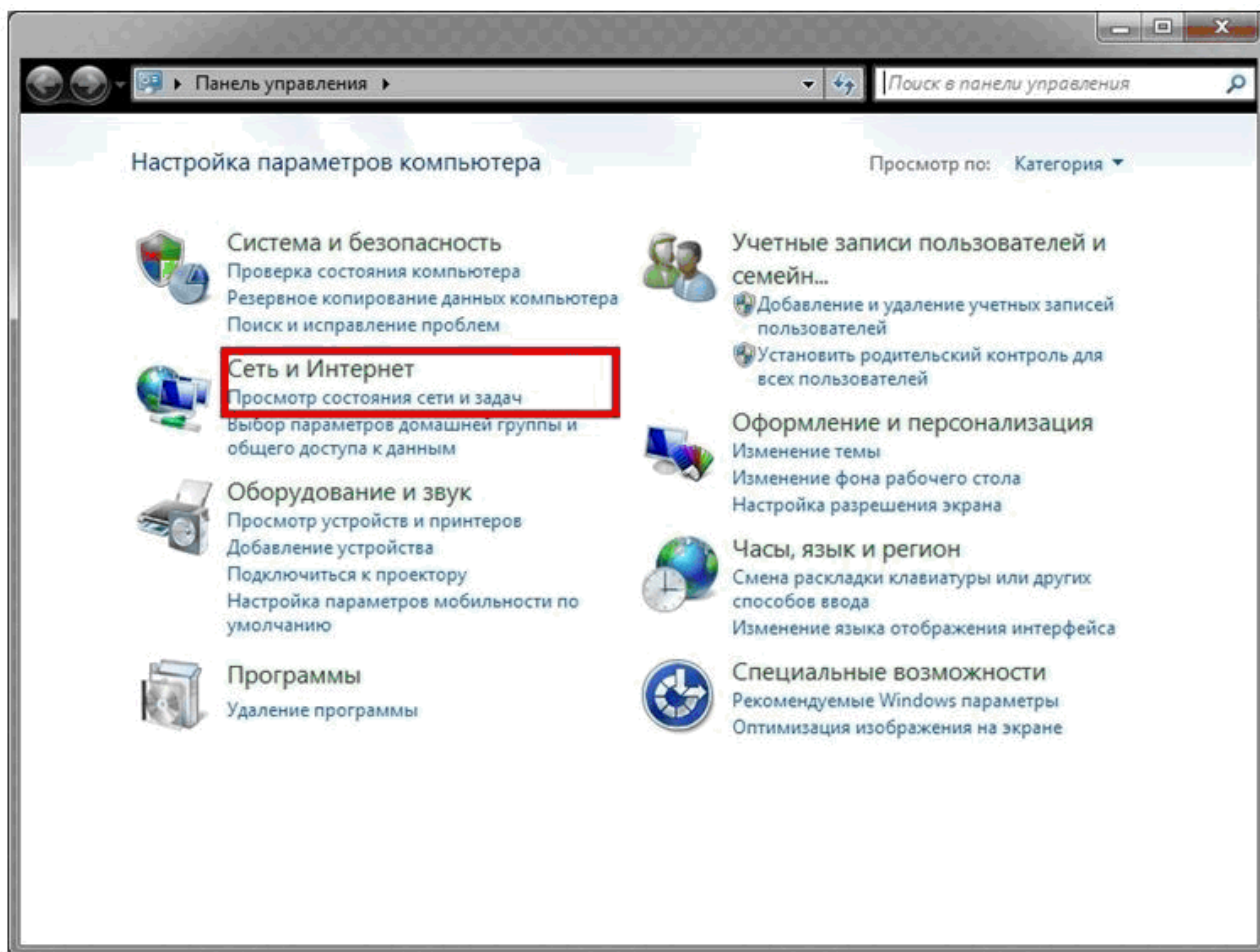 Панель управления
Поиск в панели управления
Настройка параметров компьютера
Просмотр по: Категория
Система и безопасность
Проверка состояния компьютера
Резервное копирование данных компьютера
Поиск и исправление проблем
Сеть и Интернет
Просмотр состояния сети и задач
Выбор параметров домашней группы и
общего доступа к данным
Оборудование и звук
Просмотр устройств и принтеров
Добавление устройства
Подключиться к проектору
Настройка параметров мобильности по
умолчанию
Программы
Удаление программы
Учетные записи пользователей и
семейн...
Добавление и удаление учетных записей
пользователей
Установить родительский контроль для
всех пользователей
Оформление и персонализация
Изменение темы
Изменение фона рабочего стола
Настройка разрешения экрана
Часы, язык и регион
Смена раскладки клавиатуры или других
способов ввода
Изменение языка отображения интерфейса
Специальные возможности
Рекомендуемые Windows параметры
Оптимизация изображения на экране